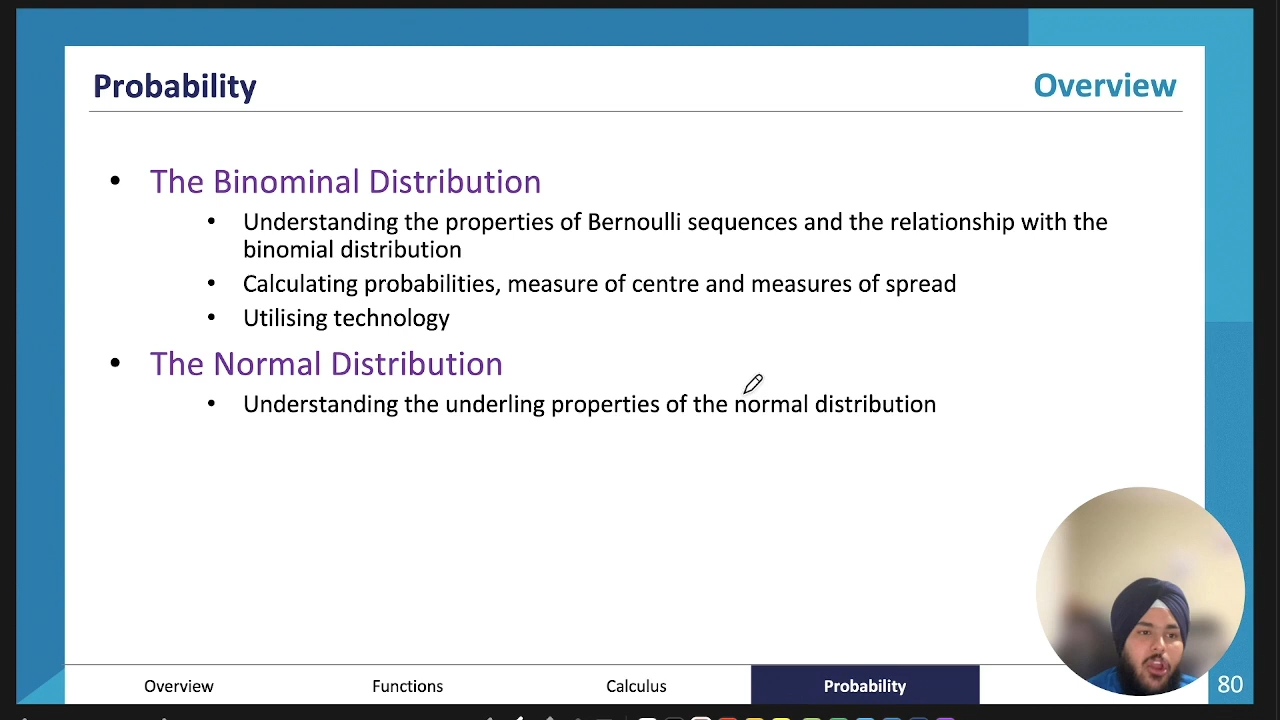 Probability
Overview
• The Binominal Distribution
• Understanding the properties of Bernoulli sequences and the relationship with the
binomial distribution
• Calculating probabilities, measure of centre and measures of spread
• Utilising technology
• The Normal Distribution
• Understanding the underling properties of the normal distribution
Overview
Functions
Calculus
Probability
80